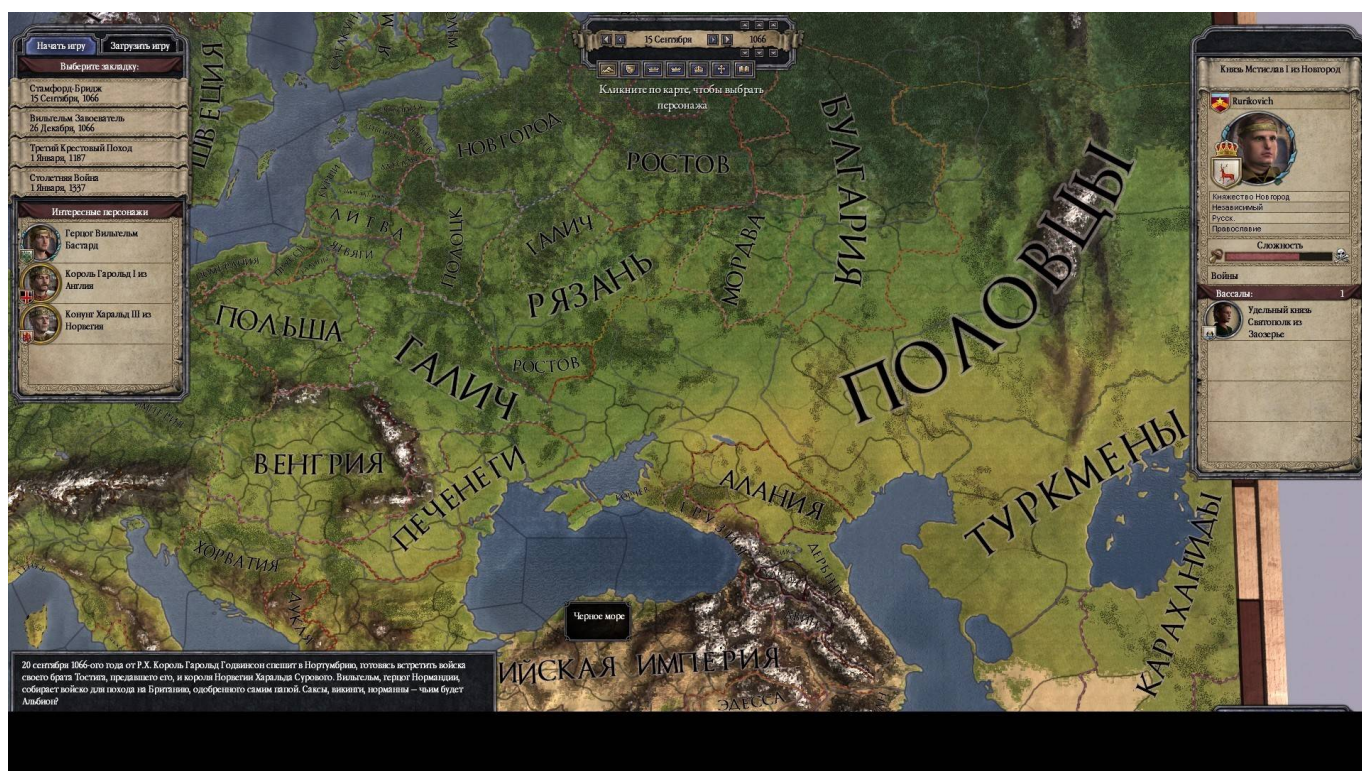 Начать игру
Загрузить игру
Выберите закладку:
Стамфорд-Бридж
15 Сентября, 1066
Вильгельм Завоеватель
26 Декабря, 1066
Третий Крестовый Поход
1 Января, 1187
Столетняя Война
1 Января, 1337
Интересные персонажи
Герцог Вильгельм
Бастард
Король Гарольд I из
Англия
Конунг Харальд III из
Норвегия
15 Сентября
1066
Кликните по карте, чтобы выбрать
персонажа
Князь Мстислав I из Новгород
Rurikovich
Княжество Новгород
Независимый
Русск.
Православие
Сложность
Войны
Вассалы:
1
Удельный князь
Святополк из
Заозерье
ШВЕЦИЯ
НОВГОРОД
РОСТОВ
БУЛГАРИЯ
ПОЛОВЦЫ
ЛИТВА
ПОЛОЦК
ГАЛИЧ
МОРДВА
ЯТВЯГИ
РЯЗАНЬ
ПОЛЬША
ГАЛИЧ
РОСТОВ
ВЕНГРИЯ
ПЕЧЕНЕГИ
АЛАНИЯ
ТУРКМЕНЫ
ХОРВАТИЯ
ДУКЛЯ
КАРАХАНИДЫ
Черное море
ИЙСКАЯ ИМПЕРИЯ
ЭДЕССА
20 сентября 1066-ого года от Р.Х. Король Гарольд Годвинсон спешит в Нортумбрию, готовясь встретить войска
своего брата Тостига, предавшего его, и короля Норвегии Харальда Сурового. Вильгельм, герцог Нормандии,
собирает войско для похода на Британию, одобренного самим папой. Саксы, викинги, норманны – чьим будет
Альбион?